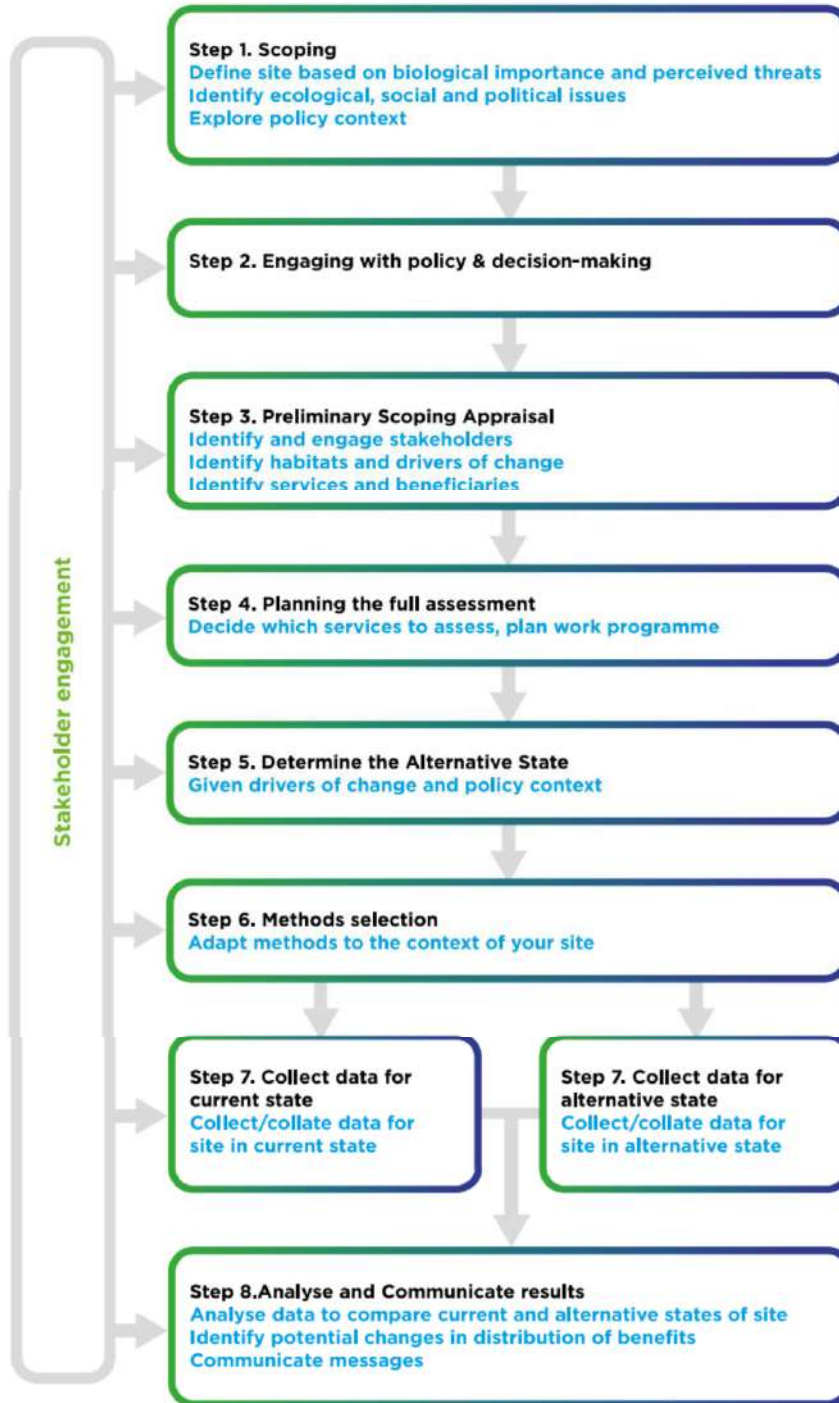 Stakeholder engagement
Step 1. Scoping
Define site based on biological importance and perceived threats
Identify ecological, social and political issues
Explore policy context
Step 2. Engaging with policy & decision-making
Step 3. Preliminary Scoping Appraisal
Identify and engage stakeholders
Identify habitats and drivers of change
Identify services and beneficiaries
Step 4. Planning the full assessment
Decide which services to assess, plan work programme
Step 5. Determine the Alternative State
Given drivers of change and policy context
Step 6. Methods selection
Adapt methods to the context of your site
Step 7. Collect data for
current state
Collect/collate data for
site in current state
Step 7. Collect data for
alternative state
Collect/collate data for
site in alternative state
Step 8.Analyse and Communicate results
Analyse data to compare current and alternative states of site
Identify potential changes in distribution of benefits
Communicate messages